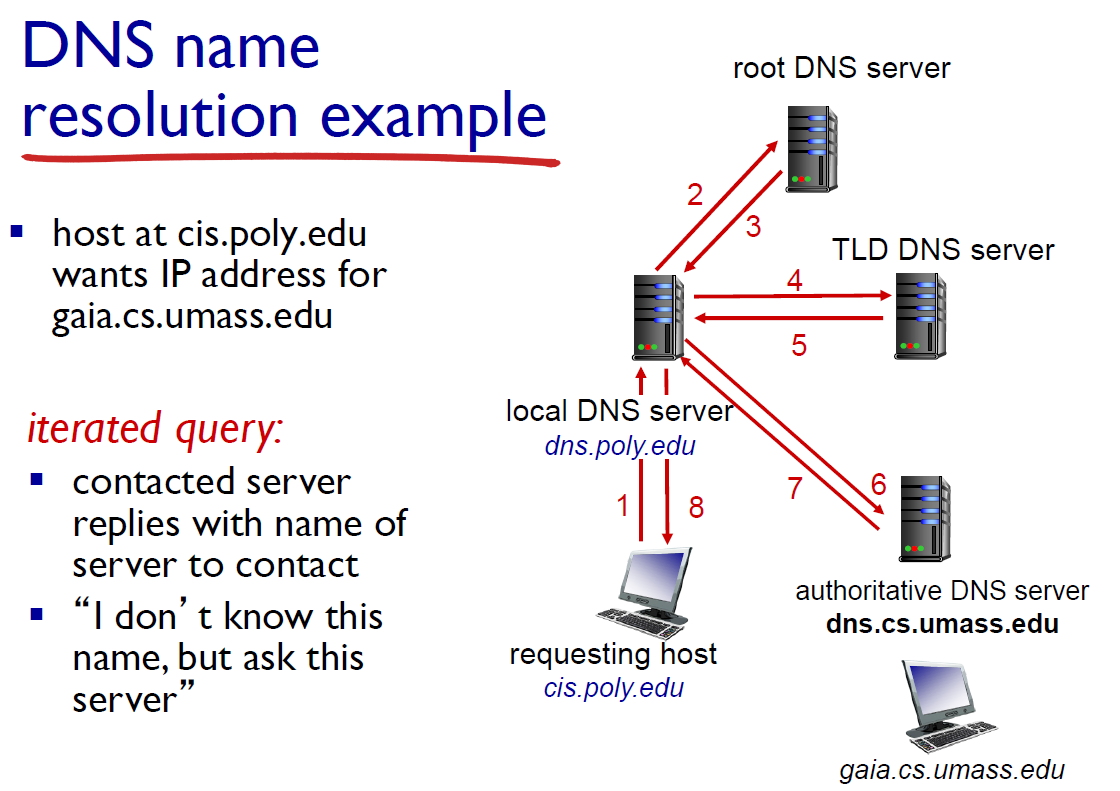 DNS name
resolution example
▪ host at cis.poly.edu
wants IP address for
gaia.cs.umass.edu
iterated query:
▪ contacted server
replies with name of
server to contact
▪ “I don’t know this
name, but ask this
server”
root DNS server
2
3
TLD DNS server
4
5
local DNS server
dns.poly.edu
1
8
7
6
requesting host
cis.poly.edu
authoritative DNS server
dns.cs.umass.edu
gaia.cs.umass.edu